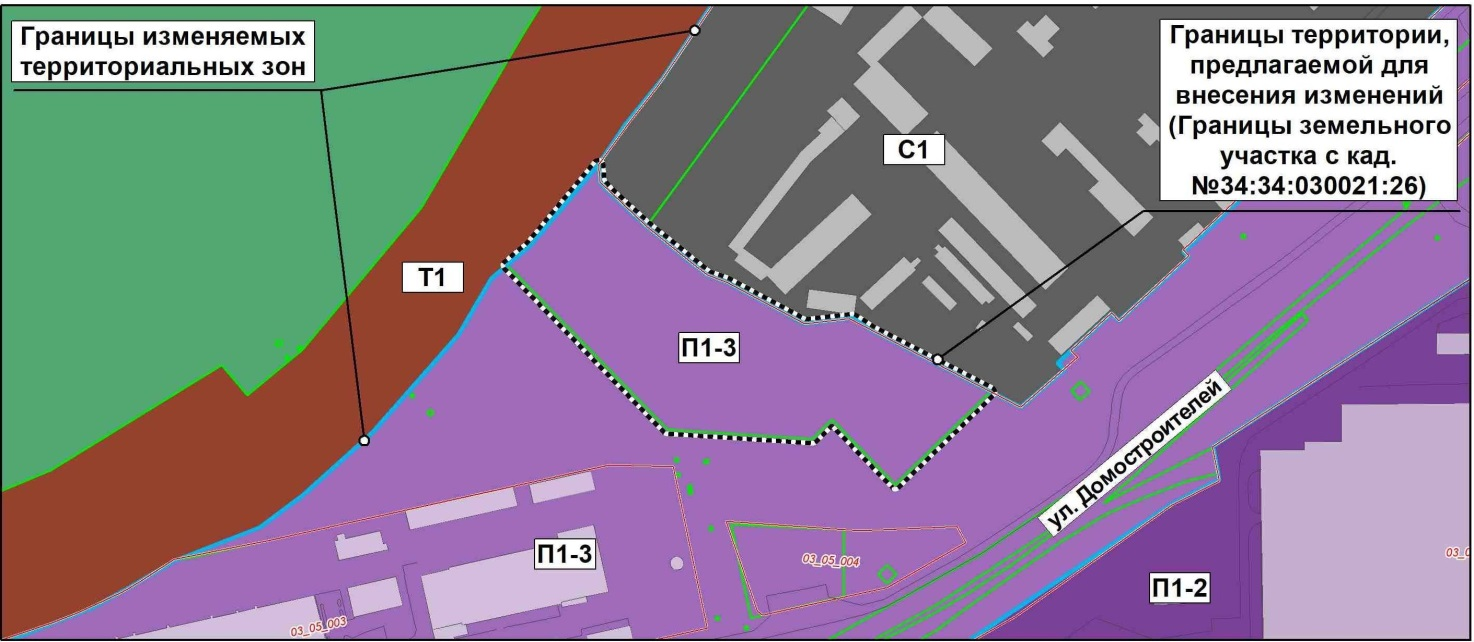 Границы изменяемых
территориальных зон
Границы территории,
предлагаемой для
внесения изменений
(Границы земельного
участка с кад.
№34:34:030021:26)
С1
Т1
П1-3
ул. Домостроителей
П1-3
03_05_004
П1-2
03_05_003